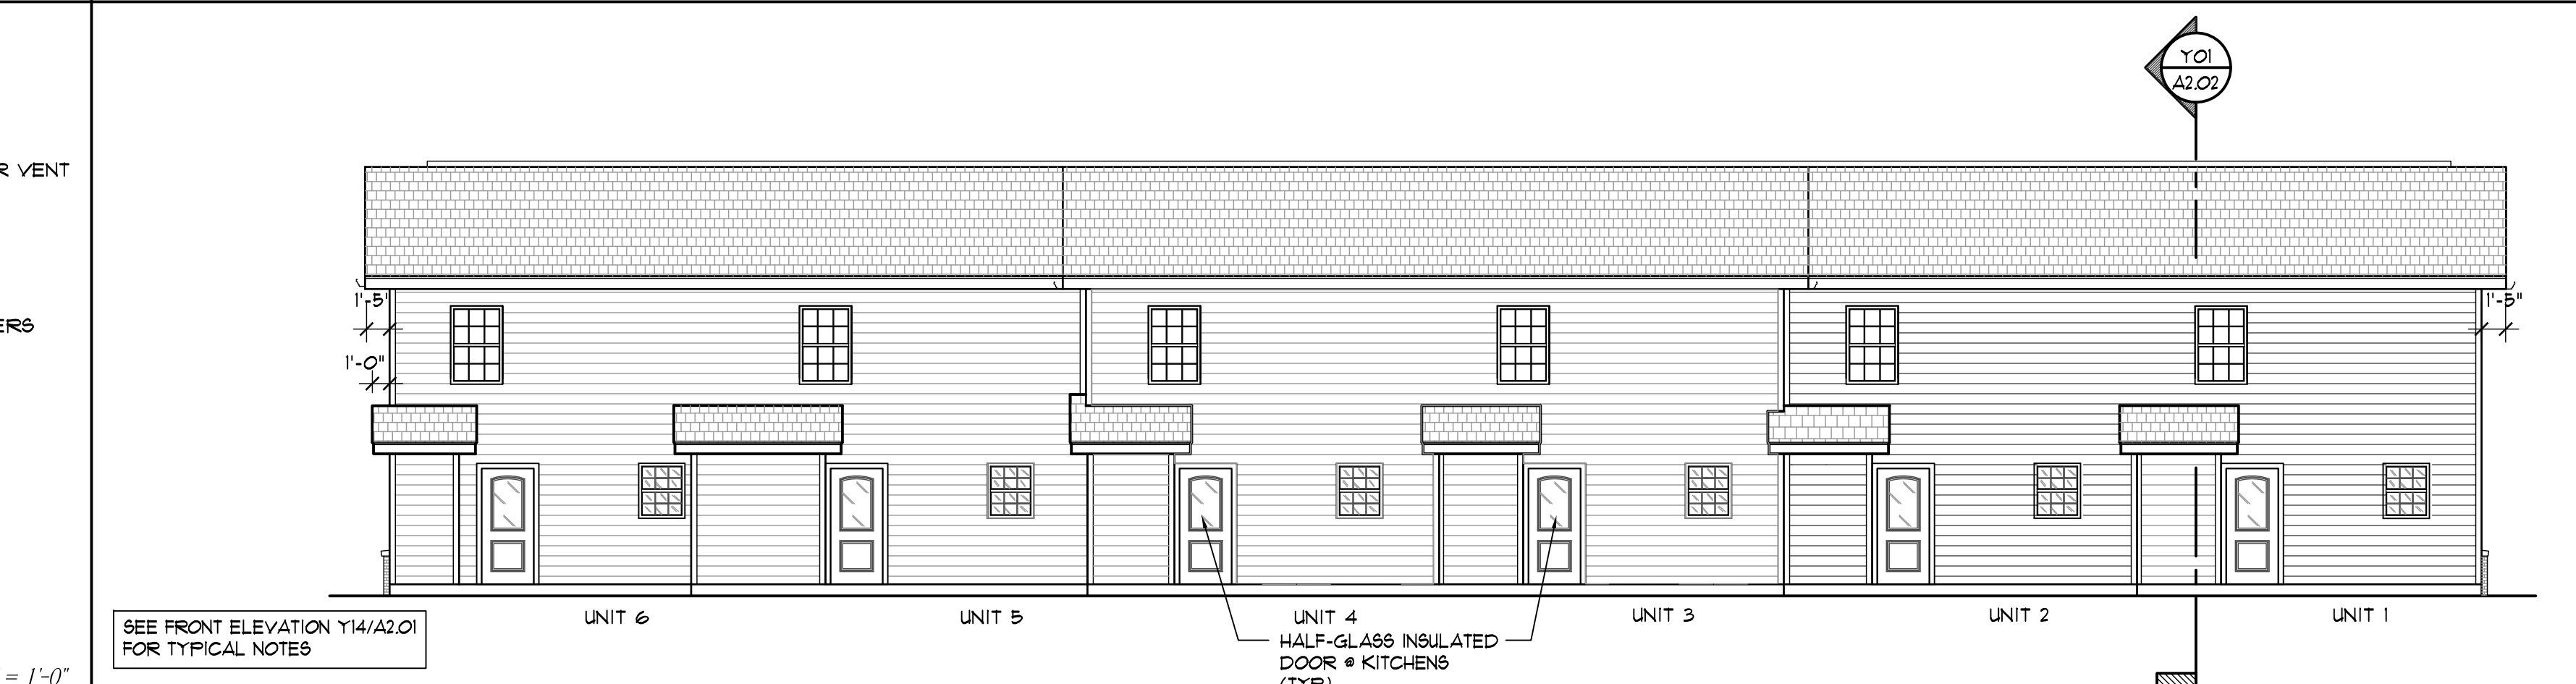 Y01
A2.02
R VENT
1'-5"
1'-5"
ERS
1'-0"
UNIT 6
UNIT 5
UNIT 4
UNIT 3
UNIT 2
UNIT 1
SEE FRONT ELEVATION Y14/A2.01
FOR TYPICAL NOTES
HALF-GLASS INSULATED
DOOR @ KITCHENS
(TYP)
= 1'-0"